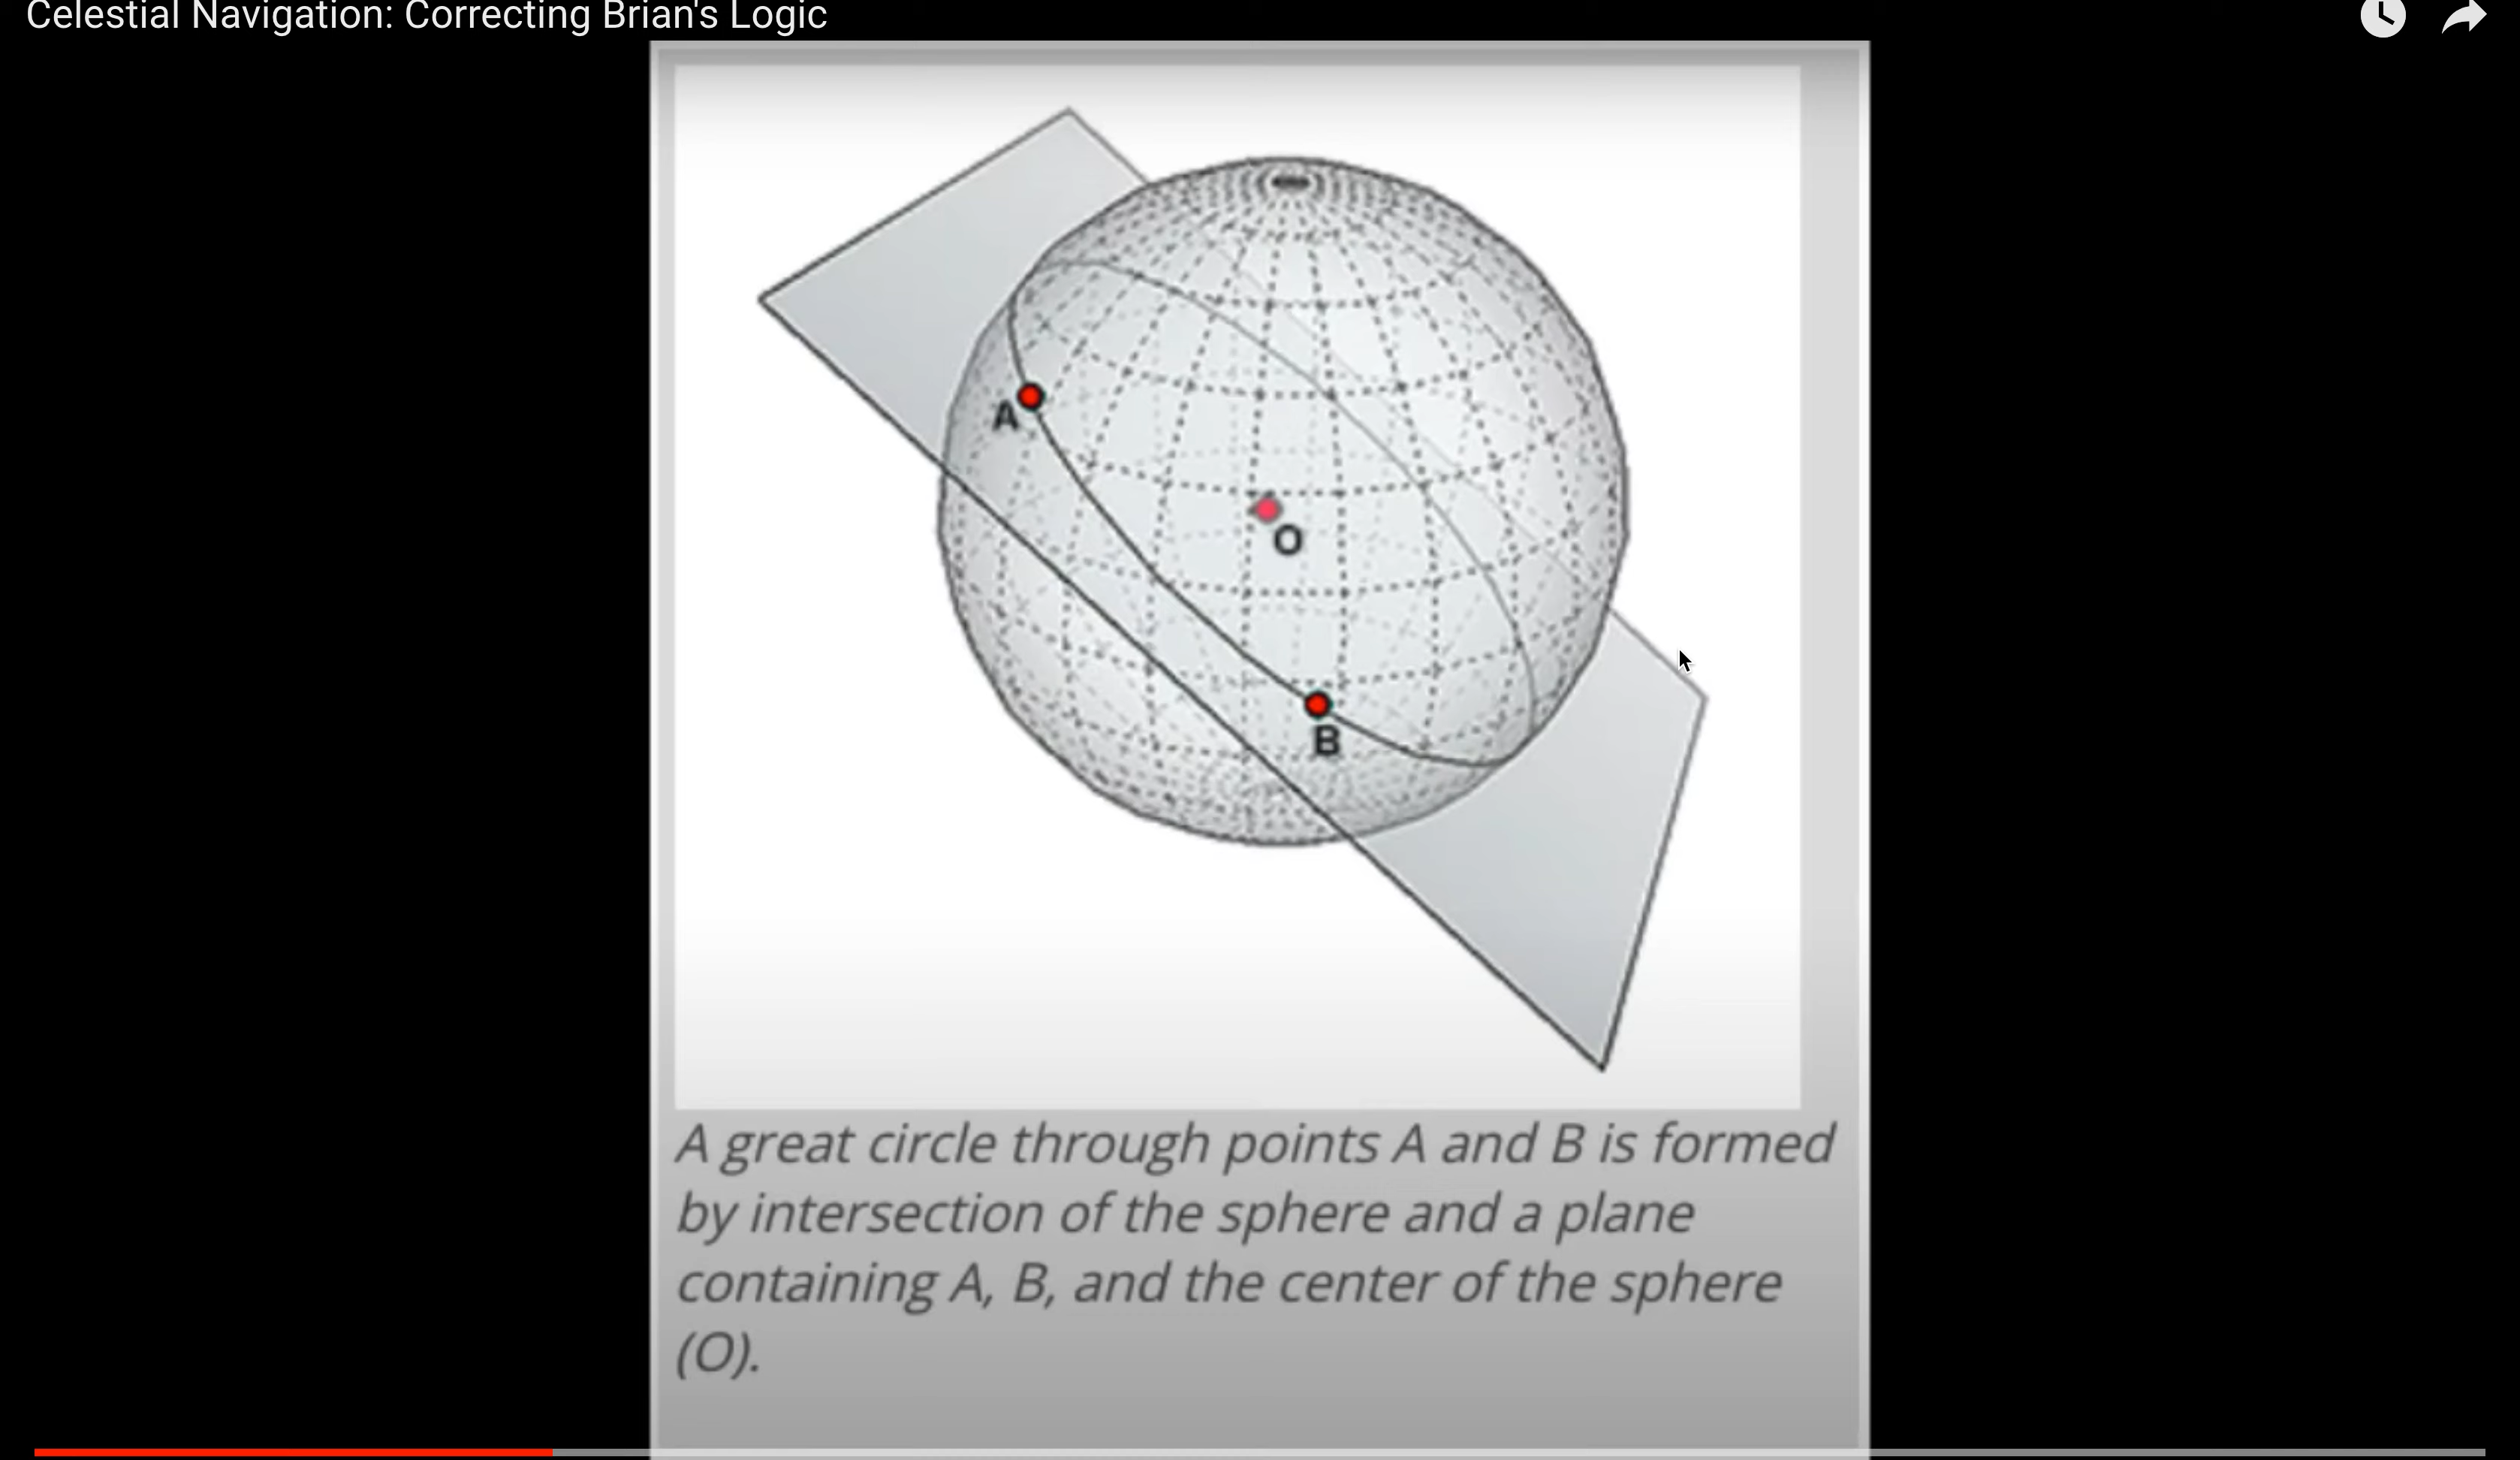 Celestial Navigation: Correcting Brian's Logic
A
O
B
A great circle through points A and B is formed
by intersection of the sphere and a plane
containing A, B, and the center of the sphere
(O).